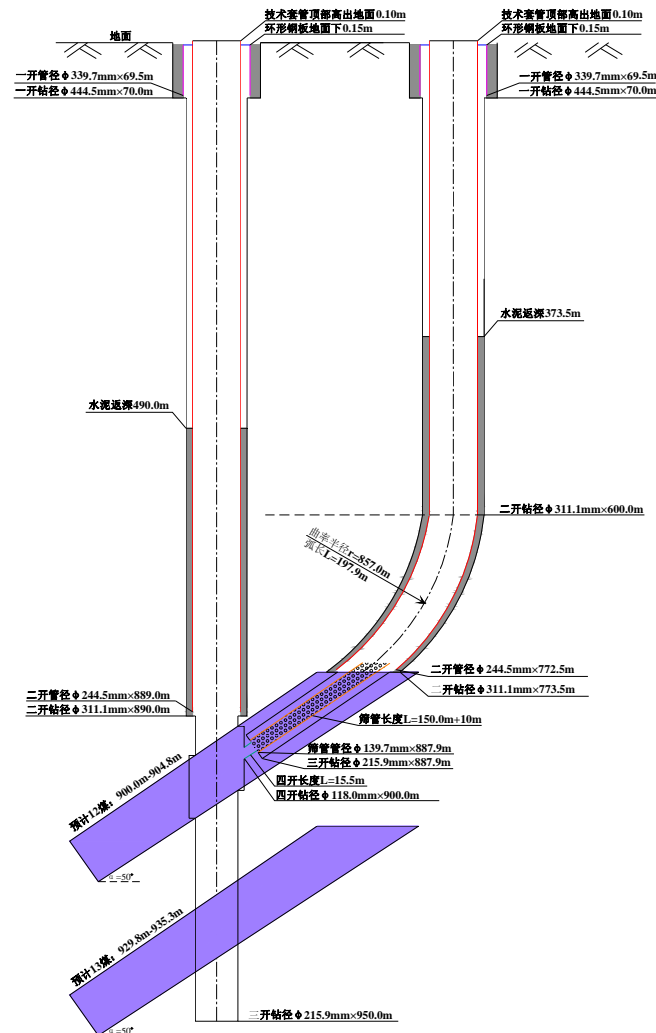 技术套管顶部高出地面0.10m
环形钢板地面下0.15m
技术套管顶部高出地面0.10m
环形钢板地面下0.15m
地面
一开管径Φ339.7mm×69.5m
一开钻径Φ444.5mm×70.0m
一开管径Φ339.7mm×69.5m
一开钻径Φ444.5mm×70.0m
水泥返深373.5m
水泥返深490.0m
二开钻径Φ311.1mm×600.0m
曲率半径r=857.0m
弧长L=197.9m
二开管径Φ244.5mm×772.5m
二开钻径Φ311.1mm×773.5m
二开管径Φ244.5mm×889.0m
二开钻径Φ311.1mm×890.0m
筛管长度L=150.0m+10m
筛管管径Φ139.7mm×887.9m
三开钻径Φ215.9mm×887.9m
四开长度L=15.5m
四开钻径Φ118.0mm×900.0m
预计12煤：900.0m-904.8m
α=50°
预计13煤：929.8m-935.3m
三开钻径Φ215.9mm×950.0m
α=50°